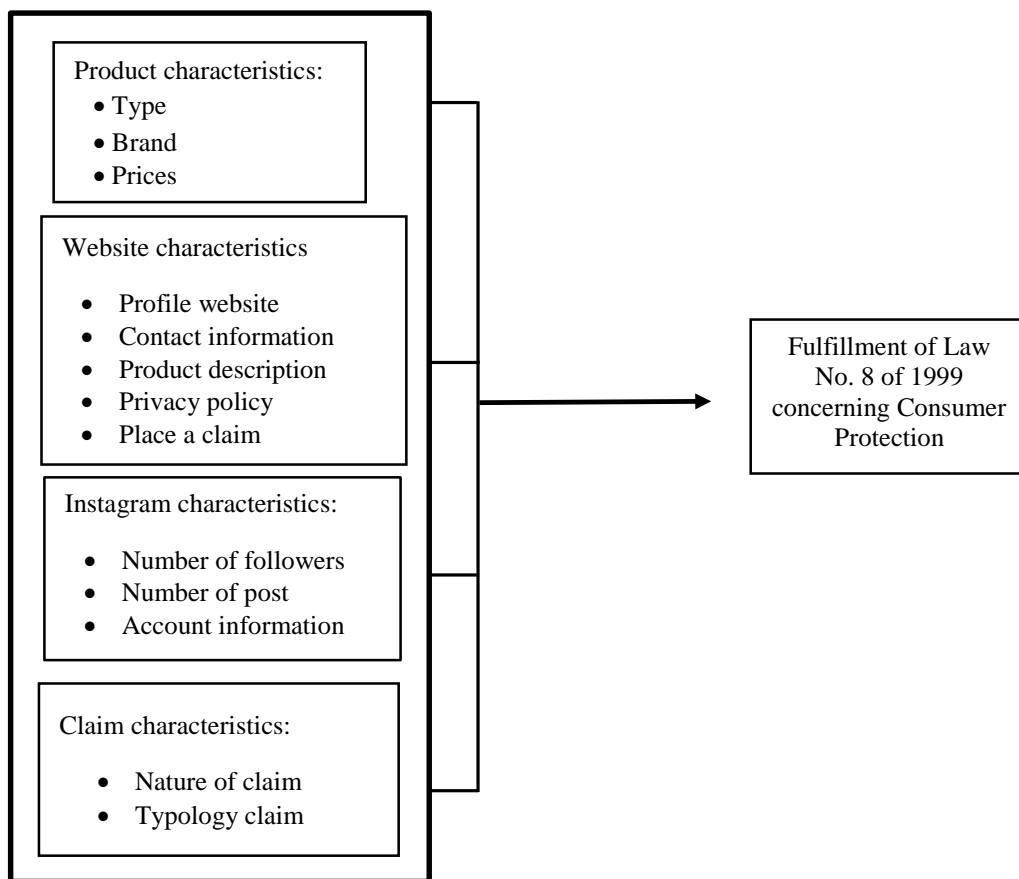 Product characteristics:
• Type
• Brand
• Prices
Website characteristics
• Profile website
• Contact information
• Product description
• Privacy policy
• Place a claim
Instagram characteristics:
• Number of followers
• Number of post
• Account information
Claim characteristics:
• Nature of claim
• Typology claim
Fulfillment of Law
No. 8 of 1999
concerning Consumer
Protection